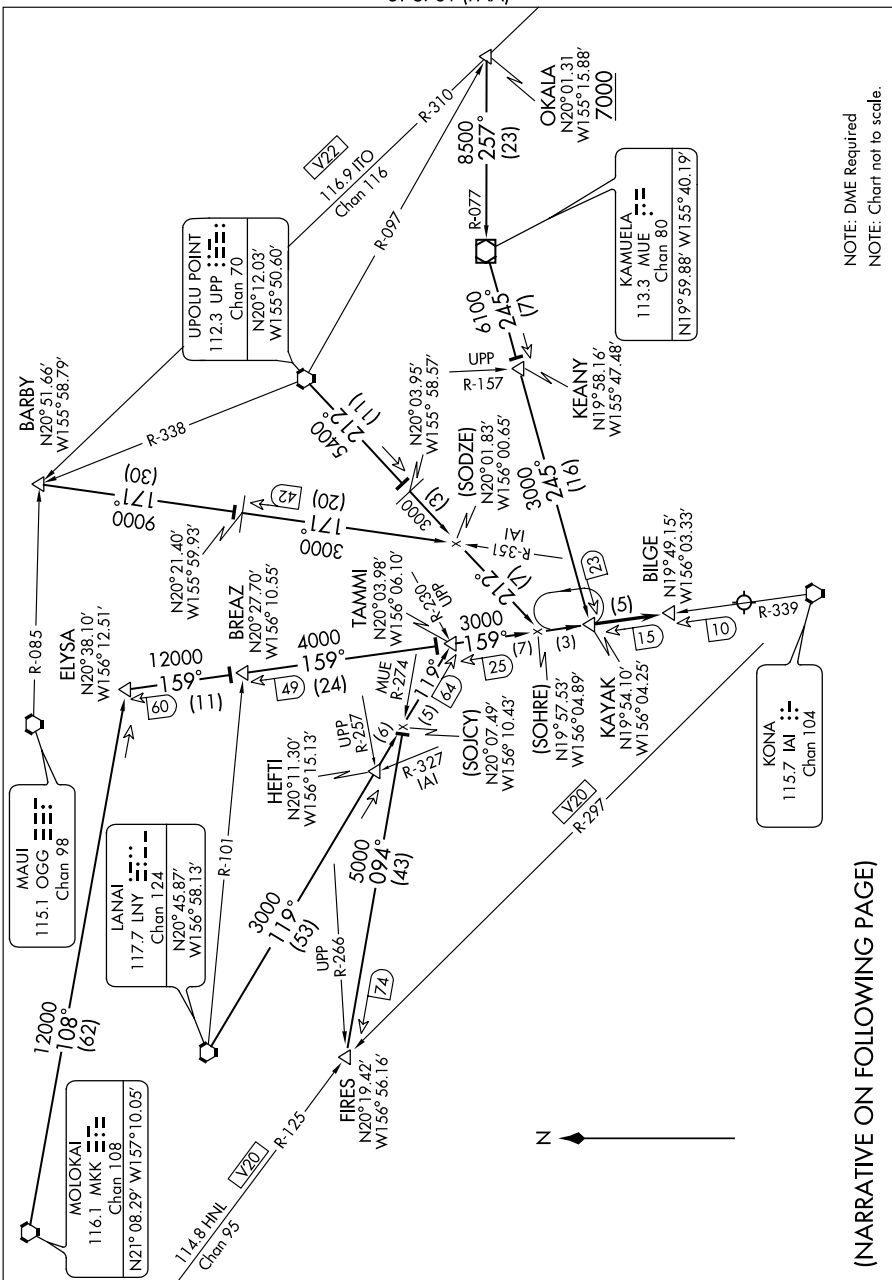 MOLOKAI
116.1 MKK
Chan 108
N21° 08.29' W157° 10.05'
12000
108°
(62)
MAUI
115.1 OGG
Chan 98
R-085
LANAI
117.7 LNY
Chan 124
N20° 45.87'
W156° 58.13'
R-101
3000
119°
(53)
114.8 HNL
Chan 95
V20
R-125
FIRES
N20° 19.42'
W156° 56.16'
74
UPP
R-266
5000
094°
(43)
ELYSA
N20° 38.10'
W156° 12.51'
60
12000
159°
(11)
BREAZ
N20° 27.70'
W156° 10.55'
49
4000
159°
(24)
HEFTI
N20° 11.30'
W156° 15.13'
UPP
R-257
R-327
IAI
(6)
MUE
R-274
119°
(5)
64
(SOJCY)
N20° 07.49'
W156° 10.43'
TAMMI
N20° 03.98'
W156° 06.10'
R-230
UPP
25
3000
159°
(7)
(SOHRE)
N19° 57.53'
W156° 04.89'
(3)
KAYAK
N19° 54.10'
W156° 04.25'
23
(5)
15
BILGE
N19° 49.15'
W156° 03.33'
10
R-339
KONA
115.7 IAI
Chan 104
V20
R-297
BARBY
N20° 51.66'
W155° 58.79'
R-338
9000
171°
(30)
N20° 21.40'
W155° 59.93'
42
3000
171°
(20)
UPOLU POINT
112.3 UPP
Chan 70
N20° 12.03'
W155° 50.60'
5400
212°
(11)
N20° 03.95'
W155° 58.57'
3000
(3)
(SODZE)
N20° 01.83'
W156° 00.65'
R-351
IAI
212°
(7)
V22
116.9 ITO
Chan 116
R-310
R-097
OKALA
N20° 01.31
W155° 15.88'
7000
8500
257°
(23)
R-077
KAMUELA
113.3 MUE
Chan 80
N19° 59.88' W155° 40.19'
6100
245°
(7)
UPP
R-157
KEANY
N19° 58.16'
W155° 47.48'
3000
245°
(16)
N
NOTE: DME Required
NOTE: Chart not to scale.
(NARRATIVE ON FOLLOWING PAGE)